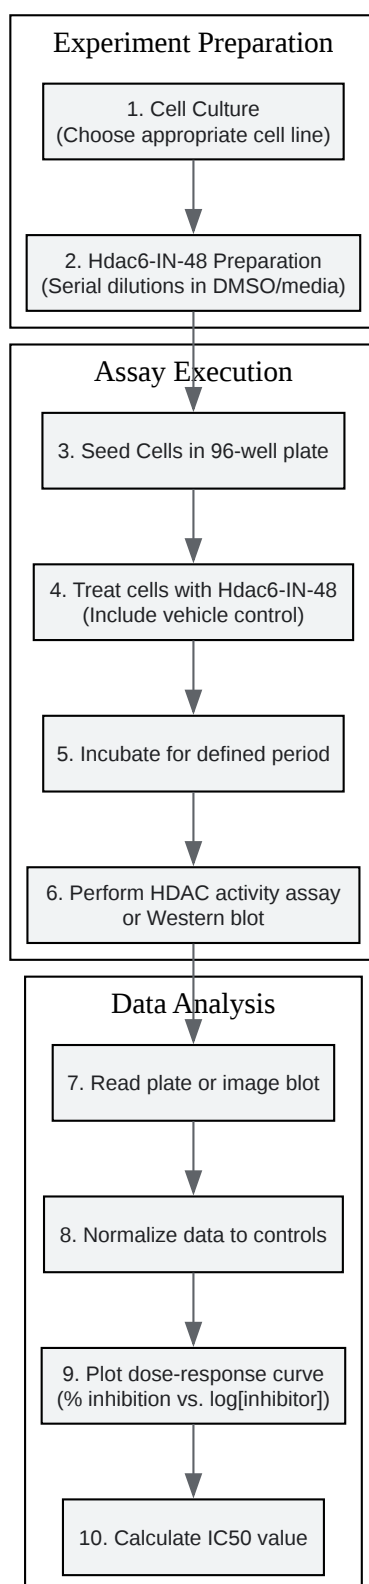 Experiment Preparation
1. Cell Culture
(Choose appropriate cell line)
2. Hdac6-IN-48 Preparation
(Serial dilutions in DMSO/media)
Assay Execution
3. Seed Cells in 96-well plate
4. Treat cells with Hdac6-IN-48
(Include vehicle control)
5. Incubate for defined period
6. Perform HDAC activity assay
or Western blot
Data Analysis
7. Read plate or image blot
8. Normalize data to controls
9. Plot dose-response curve
(% inhibition vs. log[inhibitor])
10. Calculate IC50 value